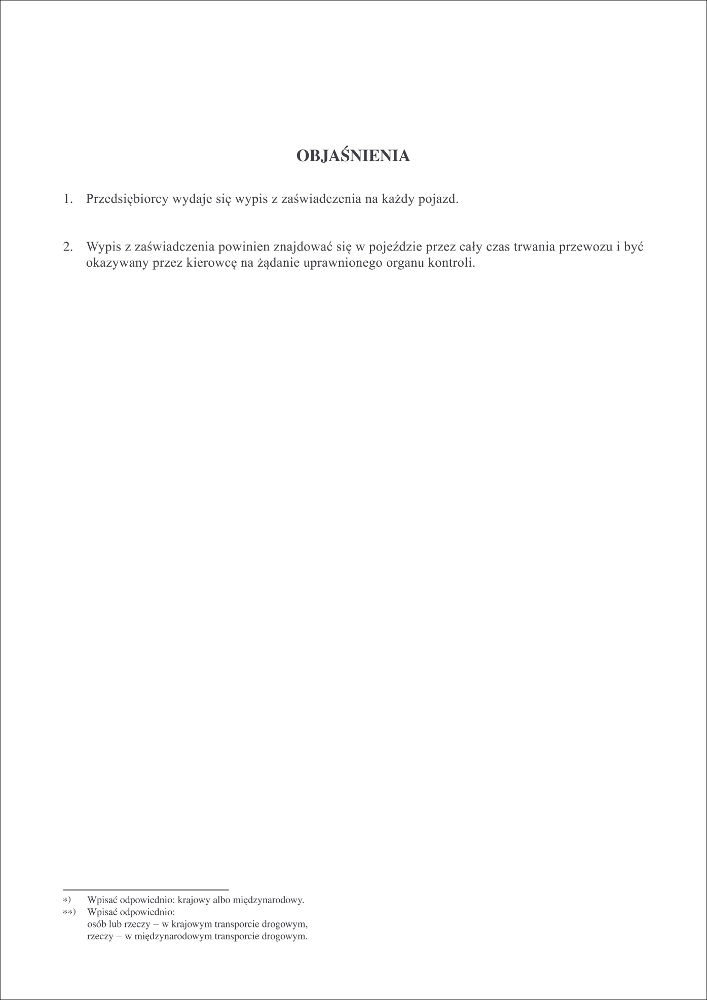 OBJAŚNIENIA
1. Przedsiębiorcy wydaje się wypis z zaświadczenia na każdy pojazd.
2. Wypis z zaświadczenia powinien znajdować się w pojeździe przez cały czas trwania przewozu i być
okazywany przez kierowcę na żądanie uprawnionego organu kontroli.
*) Wpisać odpowiednio: krajowy albo międzynarodowy.
**) Wpisać odpowiednio:
osób lub rzeczy – w krajowym transporcie drogowym,
rzeczy – w międzynarodowym transporcie drogowym.